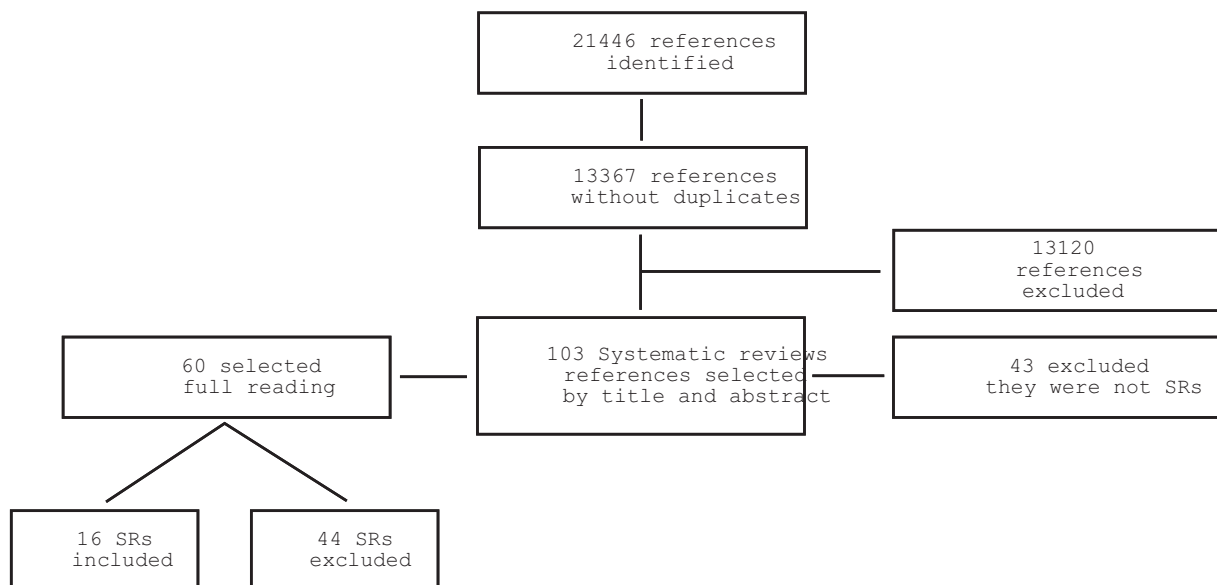 21446 references
identified
13367 references
without duplicates
13120
references
excluded
60 selected
full reading
103 Systematic reviews
references selected
by title and abstract
43 excluded
they were not SRs
16 SRs
included
44 SRs
excluded